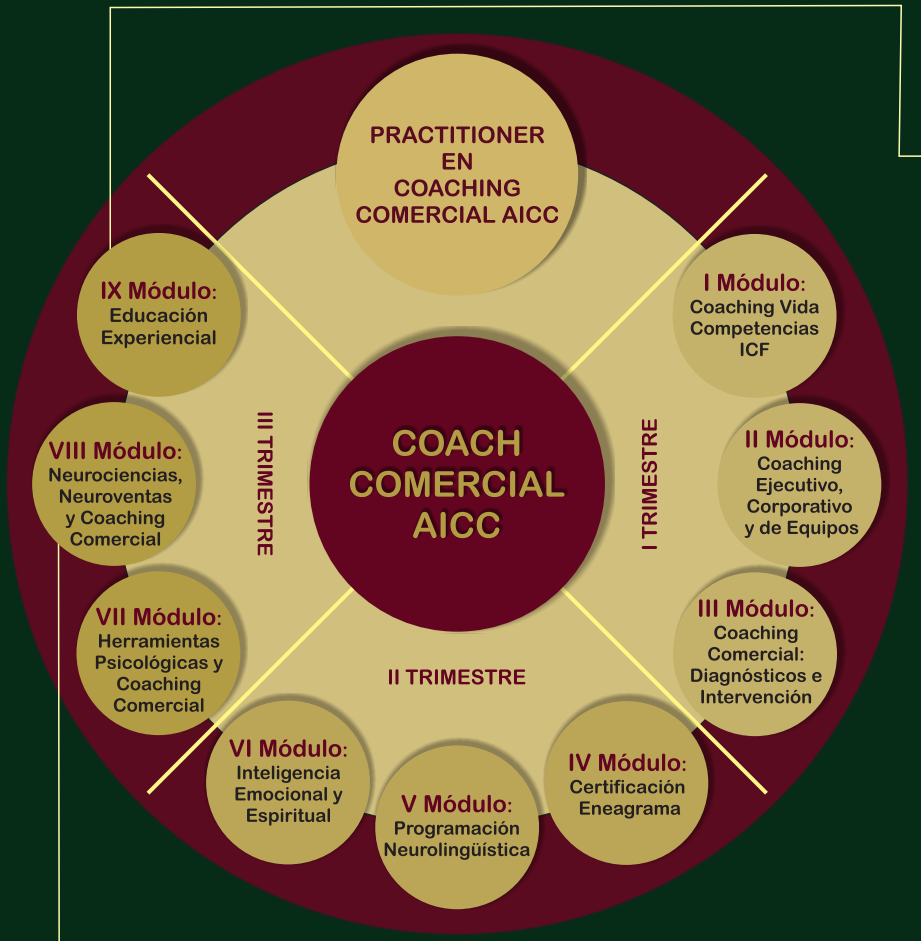 PRACTITIONER
EN
COACHING
COMERCIAL AICC
I Módulo:
Coaching Vida
Competencias
ICF
II Módulo:
Coaching
Ejecutivo,
Corporativo
y de Equipos
III Módulo:
Coaching
Comercial:
Diagnósticos e
Intervención
I TRIMESTRE
IV Módulo:
Certificación
Eneagrama
V Módulo:
Programación
Neurolingüística
VI Módulo:
Inteligencia
Emocional y
Espiritual
II TRIMESTRE
VII Módulo:
Herramientas
Psicológicas y
Coaching
Comercial
VIII Módulo:
Neurociencias,
Neuroventas
y Coaching
Comercial
IX Módulo:
Educación
Experiencial
III TRIMESTRE
COACH
COMERCIAL
AICC